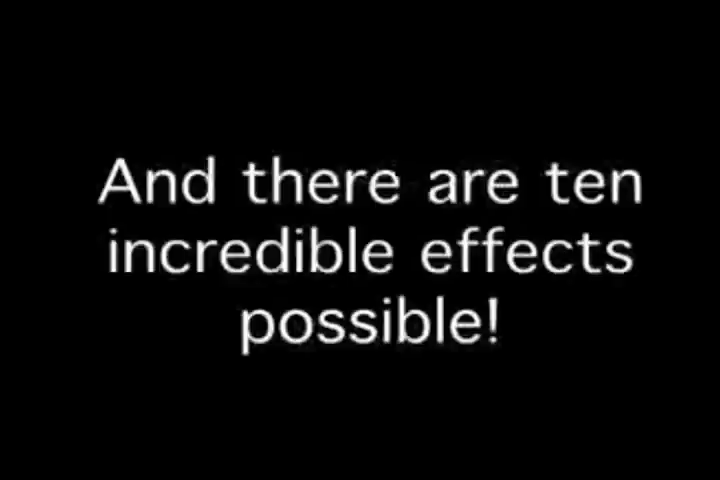 And there are ten
incredible effects
possible!